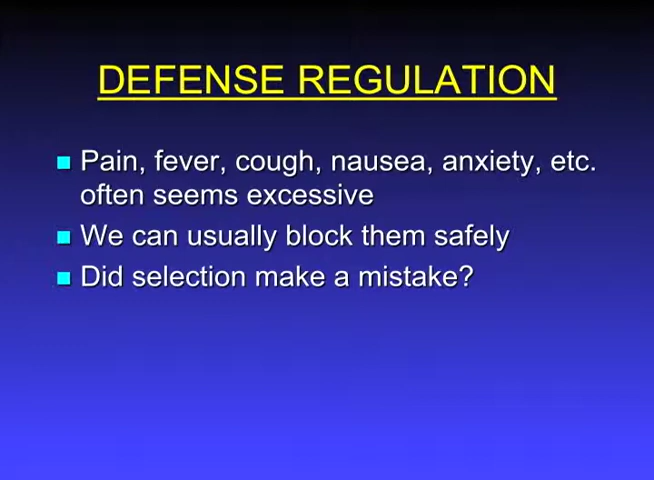 DEFENSE REGULATION
Pain, fever, cough, nausea, anxiety, etc.
often seems excessive
We can usually block them safely
Did selection make a mistake?